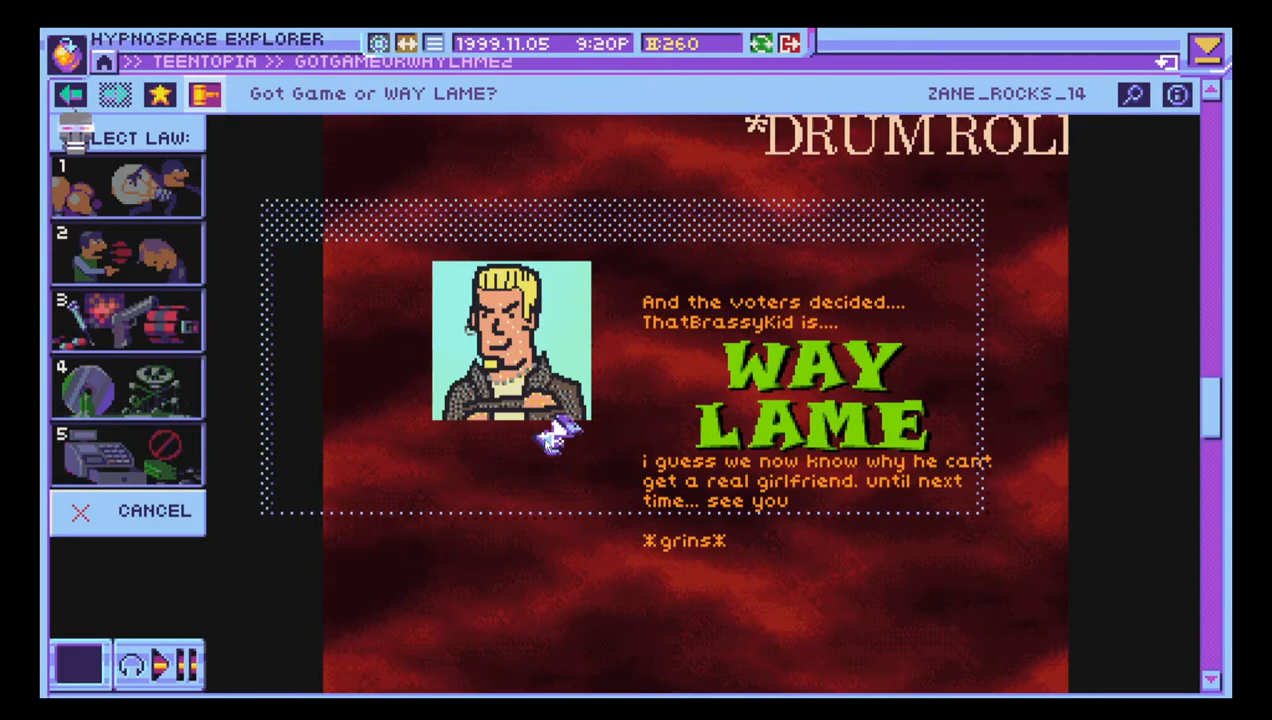 HYPNOSPACE EXPLORER
1999.11.05 9:20P
260
>> TEENTOPIA >> GOTGAMEORWAYLAME2
Got Game or WAY LAME?
ZANE_ROCKS_14
LECT LAW:
1
2
3
4
5
CANCEL
*DRUM ROLL
And the voters decided....
ThatBrassyKid is....
WAY
LAME
i guess we now know why he can't
get a real girlfriend. until next
time... see you
*grins*